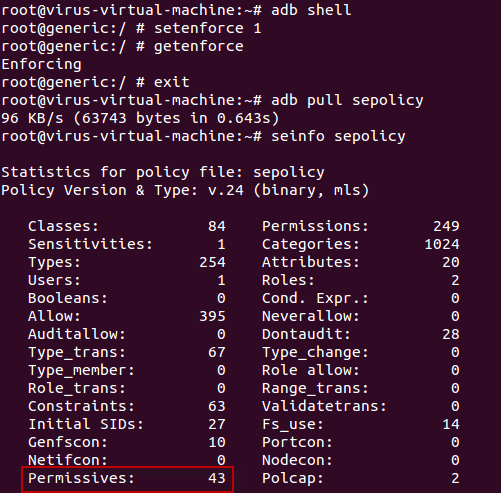 root@virus-virtual-machine:~# adb shell
root@generic:/ # setenforce 1
root@generic:/ # getenforce
Enforcing
root@generic:/ # exit
root@virus-virtual-machine:~# adb pull sepolicy
96 KB/s (63743 bytes in 0.643s)
root@virus-virtual-machine:~# seinfo sepolicy
Statistics for policy file: sepolicy
Policy Version & Type: v.24 (binary, mls)
Classes: 84 Permissions: 249
Sensitivities: 1 Categories: 1024
Types: 254 Attributes: 20
Users: 1 Roles: 2
Booleans: 0 Cond. Expr.: 0
Allow: 395 Neverallow: 0
Auditallow: 0 Dontaudit: 28
Type_trans: 67 Type_change: 0
Type_member: 0 Role allow: 0
Role_trans: 0 Range_trans: 0
Constraints: 63 Validatetrans: 0
Initial SIDs: 27 Fs_use: 14
Genfscon: 10 Portcon: 0
Netifcon: 0 Nodecon: 0
Permissives: 43 Polcap: 2